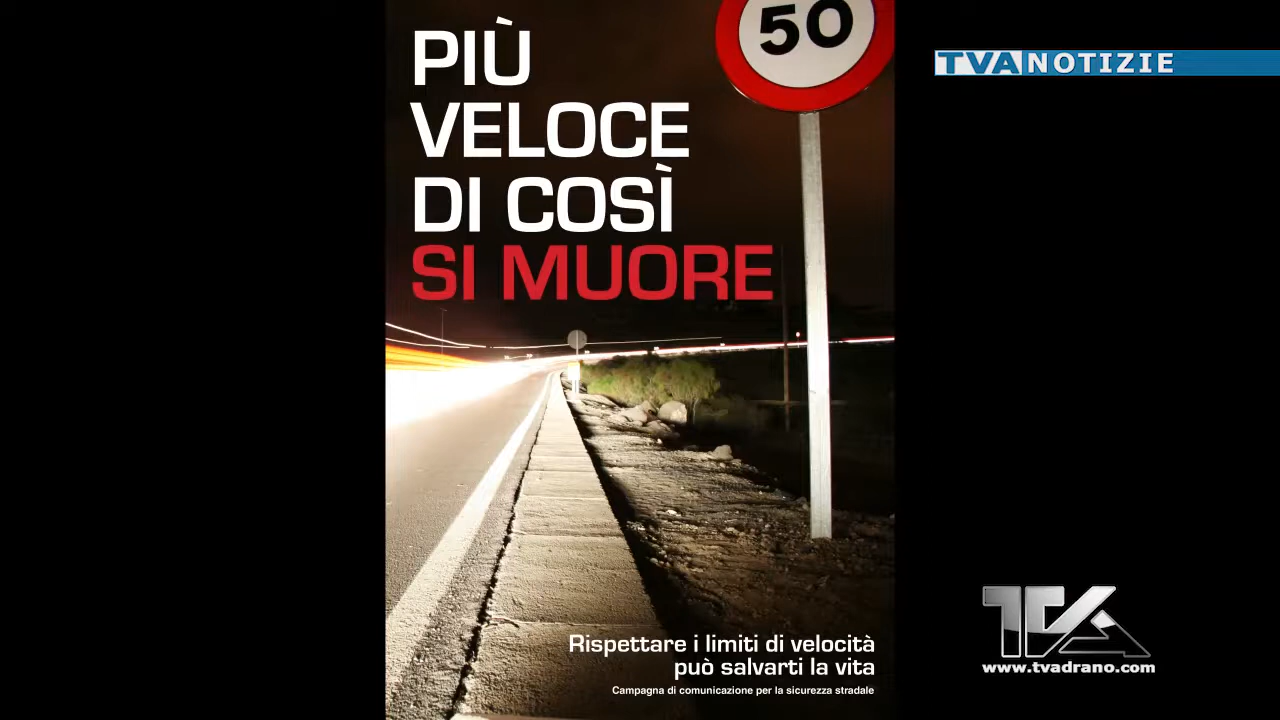 PIÙ
VELOCE
DI COSÌ
SI MUORE
50
TVA NOTIZIE
Rispettare i limiti di velocità
può salvarti la vita
Campagna di comunicazione per la sicurezza stradale
TVA
www.tvadrano.com